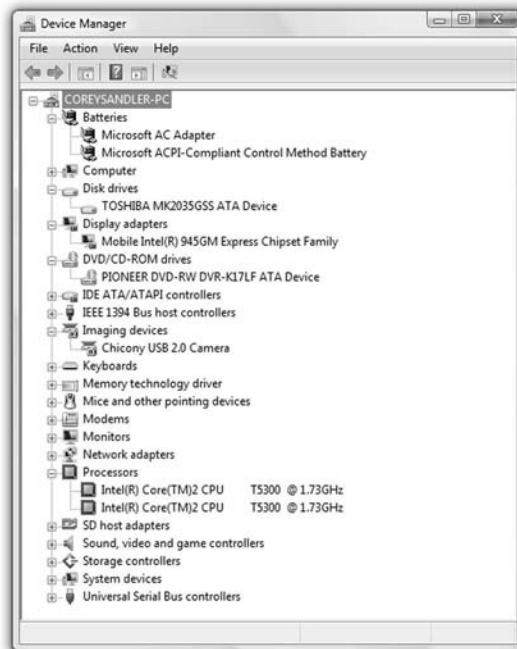 Device Manager
File Action View Help
COREYSANDLER-PC
Batteries
Microsoft AC Adapter
Microsoft ACPI-Compliant Control Method Battery
Computer
Disk drives
TOSHIBA MK2035GSS ATA Device
Display adapters
Mobile Intel(R) 945GM Express Chipset Family
DVD/CD-ROM drives
PIONEER DVD-RW DVR-K17LF ATA Device
IDE ATA/ATAPI controllers
IEEE 1394 Bus host controllers
Imaging devices
Chicony USB 2.0 Camera
Keyboards
Memory technology driver
Mice and other pointing devices
Modems
Monitors
Network adapters
Processors
Intel(R) Core(TM)2 CPU T5300 @ 1.73GHz
Intel(R) Core(TM)2 CPU T5300 @ 1.73GHz
SD host adapters
Sound, video and game controllers
Storage controllers
System devices
Universal Serial Bus controllers